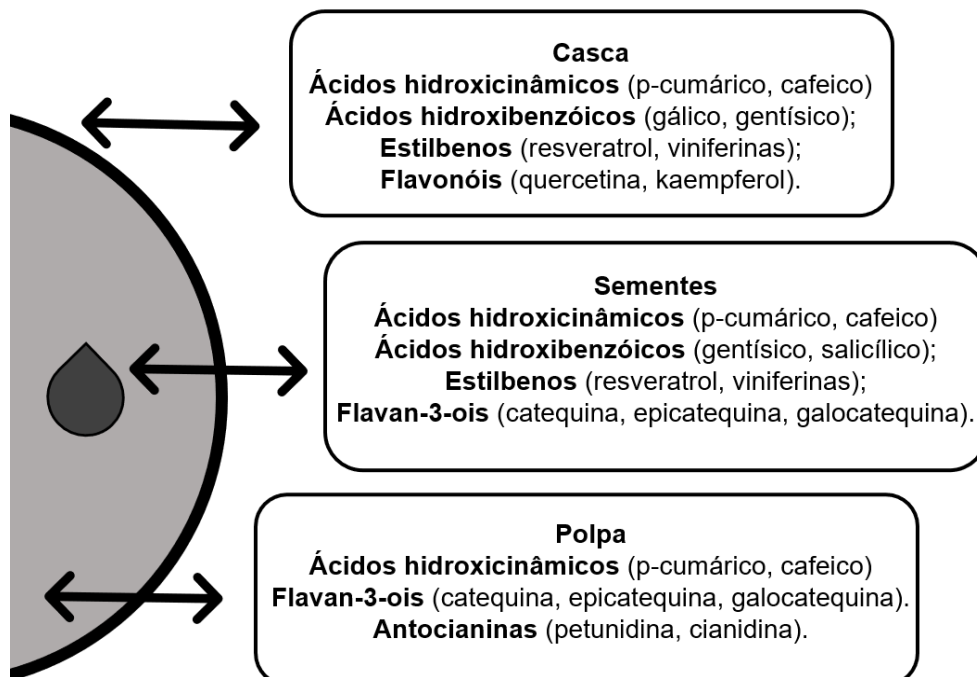 Casca
Ácidos hidroxicinâmicos (p-cumárico, cafeico)
Ácidos hidroxibenzóicos (gálico, gentísico);
Estilbenos (resveratrol, viniferinas);
Flavonóis (quercetina, kaempferol).
Sementes
Ácidos hidroxicinâmicos (p-cumárico, cafeico)
Ácidos hidroxibenzóicos (gentísico, salicílico);
Estilbenos (resveratrol, viniferinas);
Flavan-3-ois (catequina, epicatequina, galocatequina).
Polpa
Ácidos hidroxicinâmicos (p-cumárico, cafeico)
Flavan-3-ois (catequina, epicatequina, galocatequina).
Antocianinas (petunidina, cianidina).